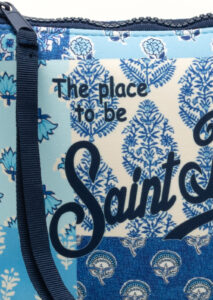 The place
to be
Saint